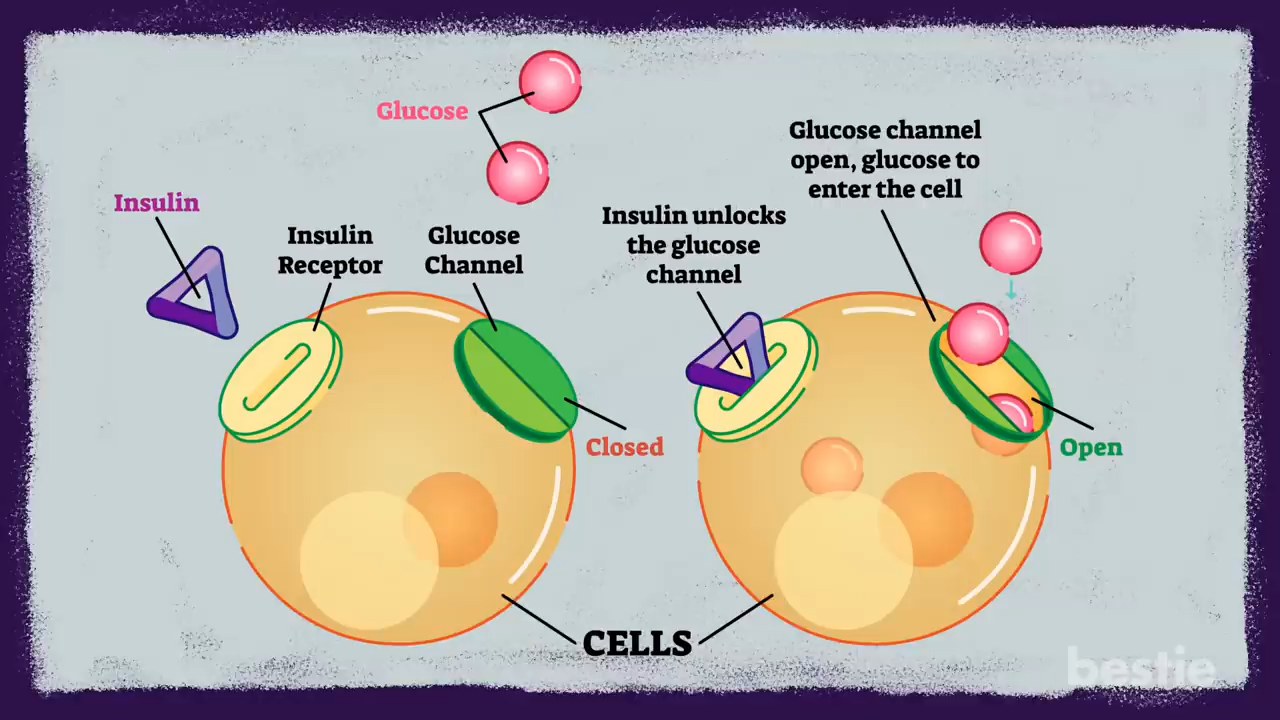 Glucose
Insulin
Insulin
Receptor
Glucose
Channel
Closed
Insulin unlocks
the glucose
channel
Glucose channel
open, glucose to
enter the cell
Open
CELLS
bestie